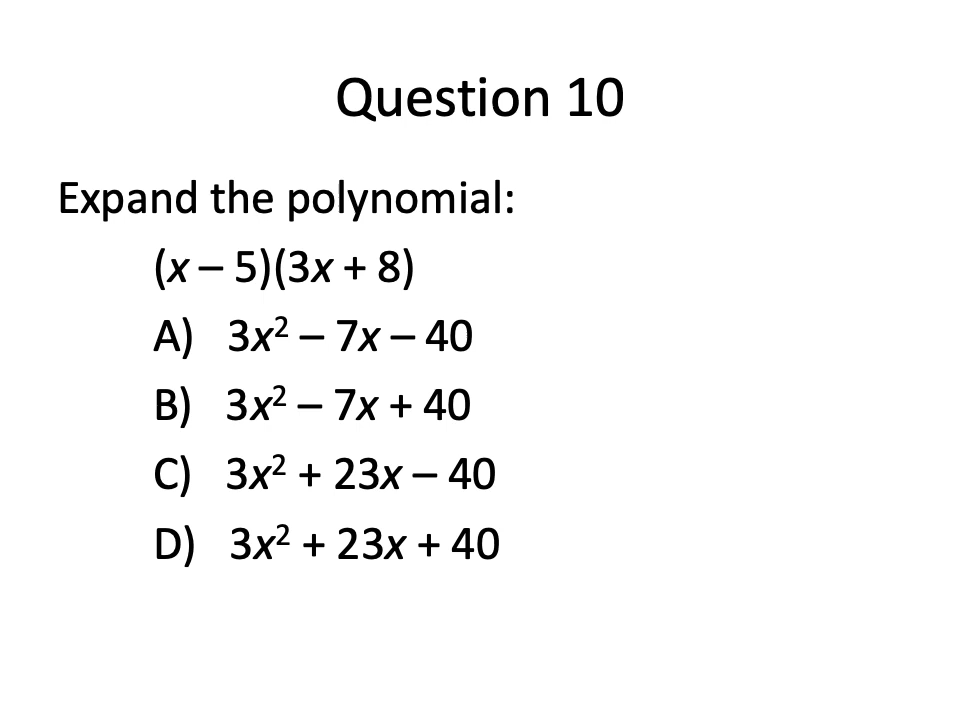 Question 10
Expand the polynomial:
(x – 5)(3x + 8)
A) 3x² – 7x – 40
B) 3x² – 7x + 40
C) 3x² + 23x – 40
D) 3x² + 23x + 40